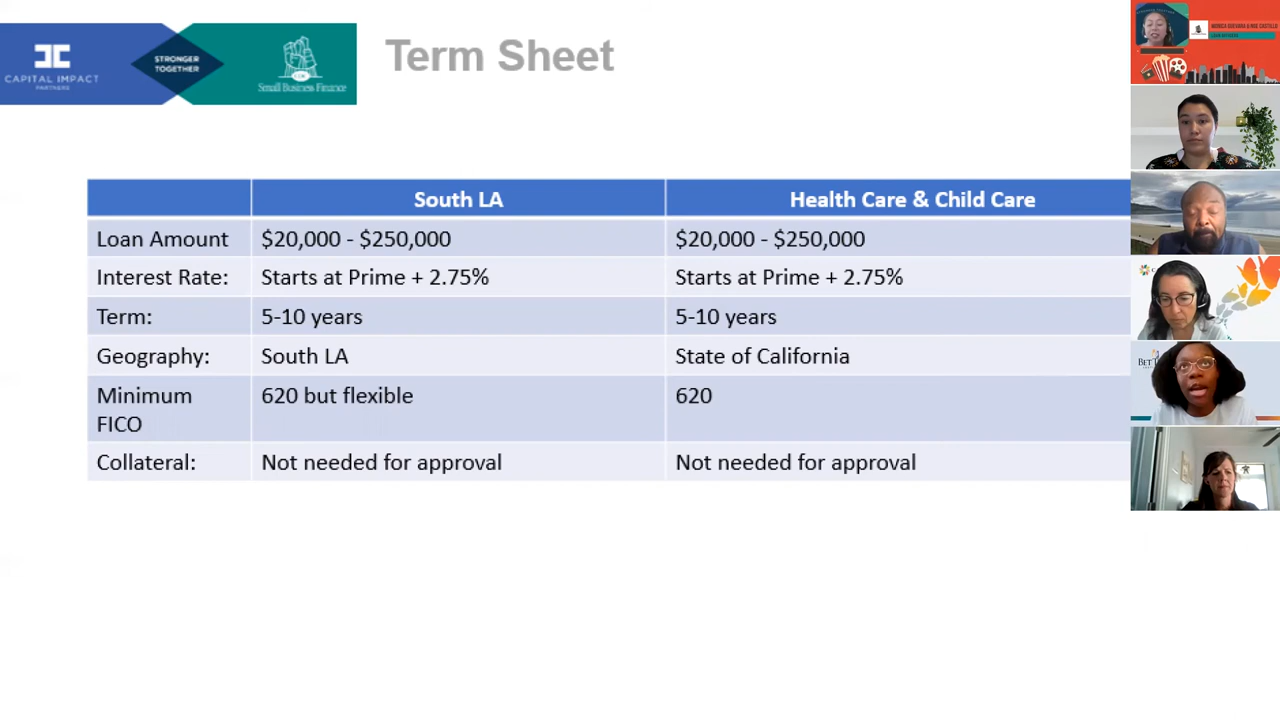 CAPITAL IMPACT
PARTNERS
STRONGER
TOGETHER
CDC
Small Business Finance
Term Sheet
South LA Health Care & Child Care
Loan Amount $20,000 - $250,000 $20,000 - $250,000
Interest Rate: Starts at Prime + 2.75% Starts at Prime + 2.75%
Term: 5-10 years 5-10 years
Geography: South LA State of California
Minimum 620 but flexible 620
FICO
Collateral: Not needed for approval Not needed for approval